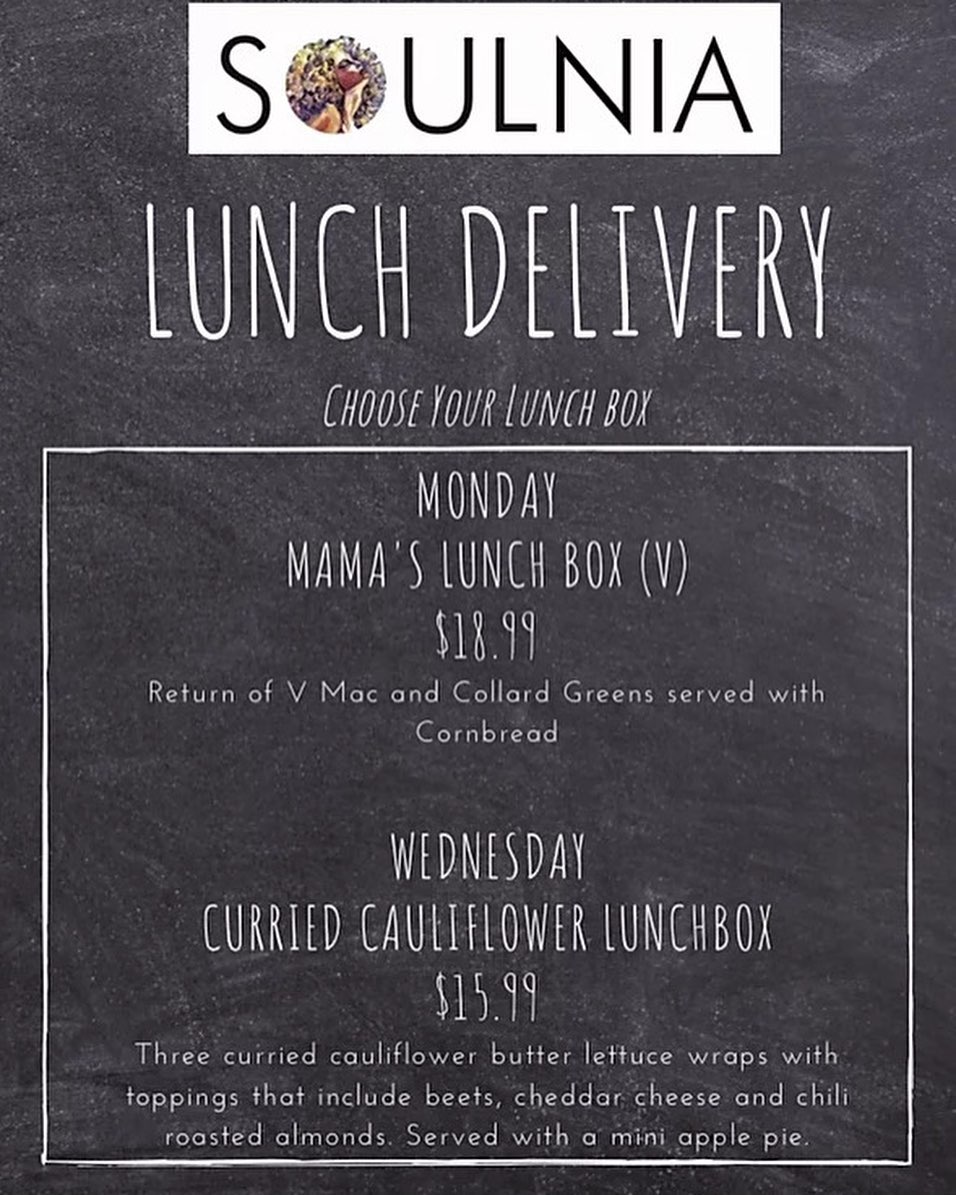 SOULNIA
LUNCH DELIVERY
CHOOSE YOUR LUNCH BOX
MONDAY
MAMA'S LUNCH BOX (V)
$18.99
Return of V Mac and Collard Greens served with
Cornbread
WEDNESDAY
CURRIED CAULIFLOWER LUNCHBOX
$15.99
Three curried cauliflower butter lettuce wraps with
toppings that include beets, cheddar cheese and chili
roasted almonds. Served with a mini apple pie.